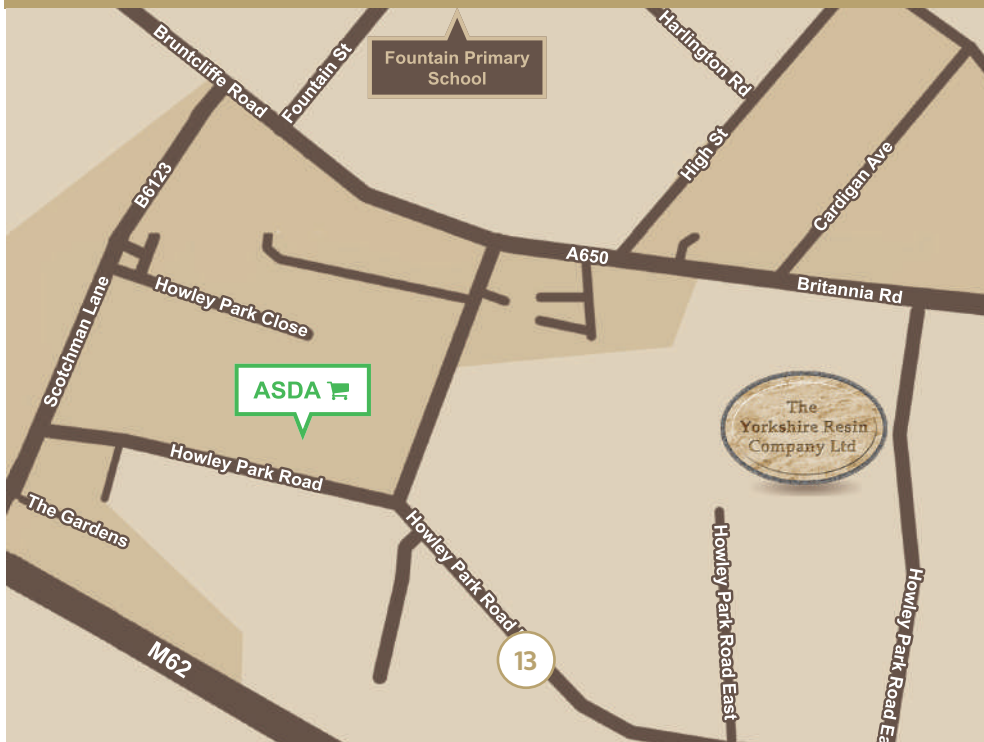 Bruntcliffe Road
Fountain St
Fountain Primary
School
Harlington Rd
High St
Cardigan Ave
B6123
A650
Britannia Rd
Howley Park Close
Scotchman Lane
ASDA
The
Yorkshire Resin
Company Ltd
Howley Park Road
The Gardens
Howley Park Road
Howley Park Road East
Howley Park Road Ea
13
M62